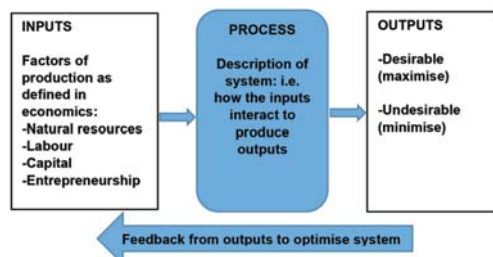 INPUTS
Factors of
production as
defined in
economics:
-Natural resources
-Labour
-Capital
-Entrepreneurship
PROCESS
Description of
system: i.e.
how the inputs
interact to
produce
outputs
OUTPUTS
-Desirable
(maximise)
-Undesirable
(minimise)
Feedback from outputs to optimise system